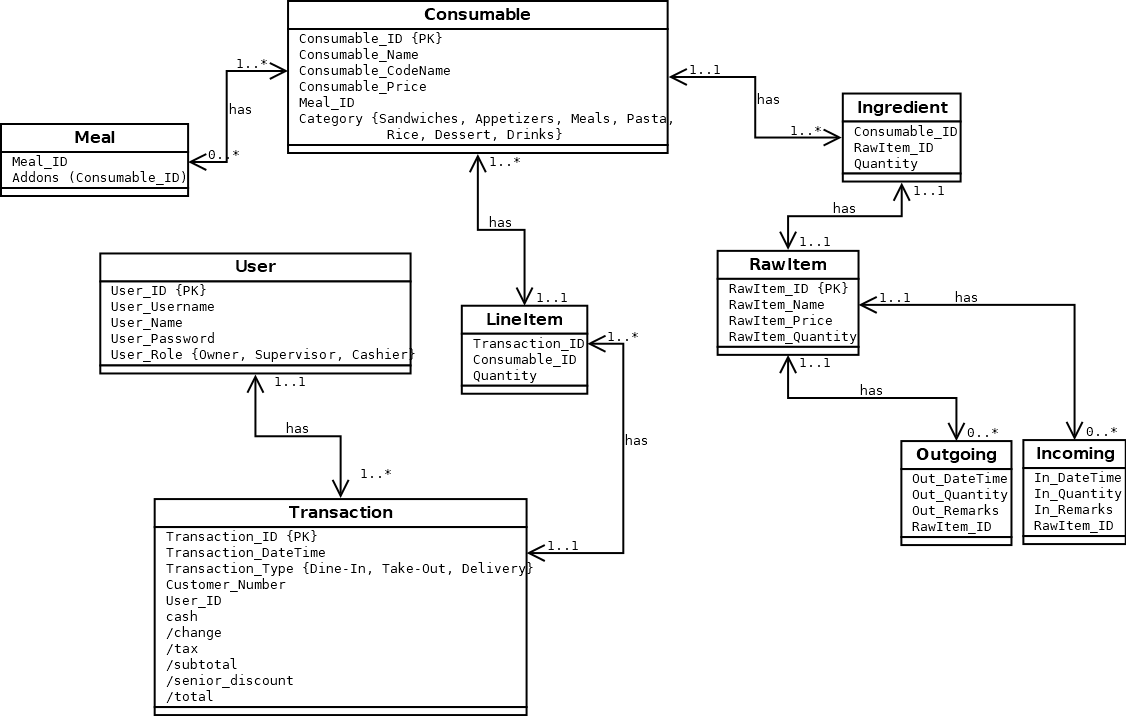 Consumable
Consumable_ID {PK}
Consumable_Name
Consumable_CodeName
Consumable_Price
Meal_ID
Category {Sandwiches, Appetizers, Meals, Pasta,
Rice, Dessert, Drinks}
1..*
has
0..*
Meal
Meal_ID
Addons (Consumable_ID)
1..1
has
1..*
Ingredient
Consumable_ID
RawItem_ID
Quantity
1..1
has
1..1
1..*
has
1..1
User
User_ID {PK}
User_Username
User_Name
User_Password
User_Role {Owner, Supervisor, Cashier}
LineItem
Transaction_ID
Consumable_ID
Quantity
RawItem
RawItem_ID {PK}
RawItem_Name
RawItem_Price
RawItem_Quantity
1..1
has
0..*
1..1
has
0..*
1..*
has
1..1
1..1
has
1..*
Outgoing
Out_DateTime
Out_Quantity
Out_Remarks
RawItem_ID
Incoming
In_DateTime
In_Quantity
In_Remarks
RawItem_ID
Transaction
Transaction_ID {PK}
Transaction_DateTime
Transaction_Type {Dine-In, Take-Out, Delivery}
Customer_Number
User_ID
cash
/change
/tax
/subtotal
/senior_discount
/total